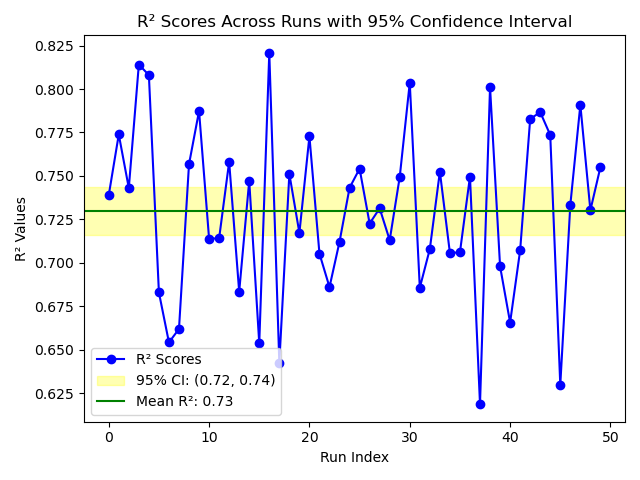 R² Scores Across Runs with 95% Confidence Interval
0.825
0.800
0.775
0.750
0.725
0.700
0.675
0.650
0.625
R² Values
R² Scores
95% CI: (0.72, 0.74)
Mean R²: 0.73
0 10 20 30 40 50
Run Index